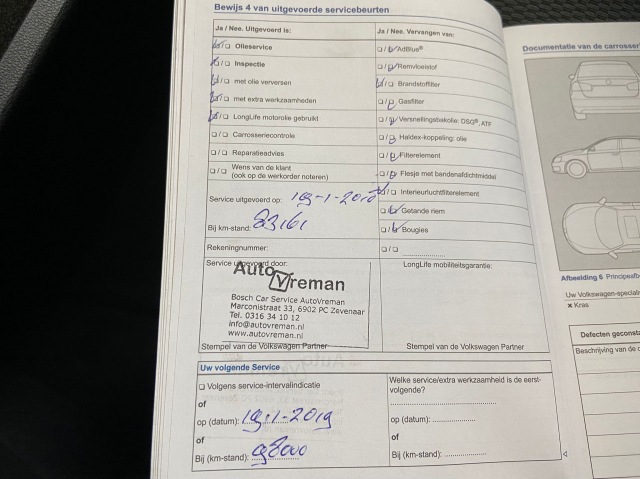 Bewijs 4 van uitgevoerde servicebeurten
Ja / Nee. Uitgevoerd is:
Ja / Nee. Vervangen van:
Olieservice
AdBlue®
Inspectie
Remvloeistof
met olie verversen
Brandstoffilter
met extra werkzaamheden
Gasfilter
LongLife motorolie gebruikt
Versnellingsbakolie: DSG®, ATF
Carrosseriecontrole
Haldex-koppeling: olie
Reparatieadvies
Filterelement
Wens van de klant
(ook op de werkorder noteren)
Flesje met bandenafdichtmiddel
Interieurluchtfilterelement
Service uitgevoerd op: 19-1-2018
Getande riem
Bij km-stand: 83161
Bougies
Rekeningnummer:
Service uitgevoerd door:
LongLife mobiliteitsgarantie:
Auto Vreman
Bosch Car Service AutoVreman
Marconistraat 33, 6902 PC Zevenaar
Tel. 0316 34 10 12
info@autovreman.nl
www.autovreman.nl
Stempel van de Volkswagen Partner
Stempel van de Volkswagen Partner
Uw volgende Service
Volgens service-intervalindicatie
of
op (datum): 19-1-2019
of
Bij (km-stand): 98000
Welke service/extra werkzaamheid is de eerst-
volgende?
op (datum):
of
Bij (km-stand):
Documentatie van de carrosser
Afbeelding 6 Principeafb
Uw Volkswagen-speciali
× Kras
Defecten geconsta
Beschrijving van de